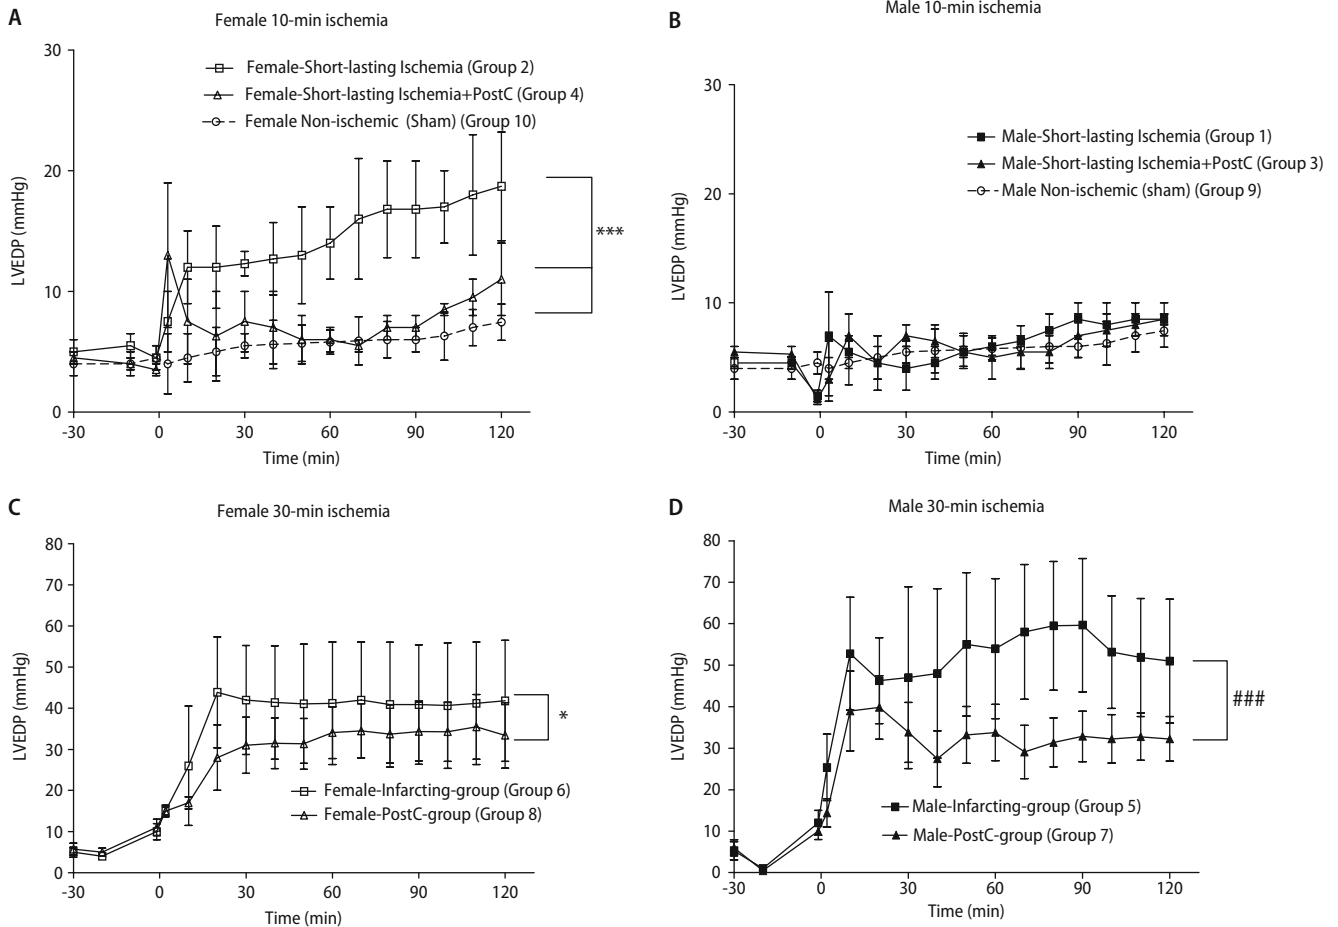 A
Female 10-min ischemia
30
20
10
0
LVEDP (mmHg)
Female-Short-lasting Ischemia (Group 2)
Female-Short-lasting Ischemia+PostC (Group 4)
Female Non-ischemic (Sham) (Group 10)
***
-30 0 30 60 90 120
Time (min)
B
Male 10-min ischemia
30
20
10
0
LVEDP (mmHg)
Male-Short-lasting Ischemia (Group 1)
Male-Short-lasting Ischemia+PostC (Group 3)
Male Non-ischemic (sham) (Group 9)
-30 0 30 60 90 120
Time (min)
C
Female 30-min ischemia
80
70
60
50
40
30
20
10
0
LVEDP (mmHg)
*
Female-Infarcting-group (Group 6)
Female-PostC-group (Group 8)
-30 0 30 60 90 120
Time (min)
D
Male 30-min ischemia
80
70
60
50
40
30
20
10
0
LVEDP (mmHg)
###
Male-Infarcting-group (Group 5)
Male-PostC-group (Group 7)
-30 0 30 60 90 120
Time (min)